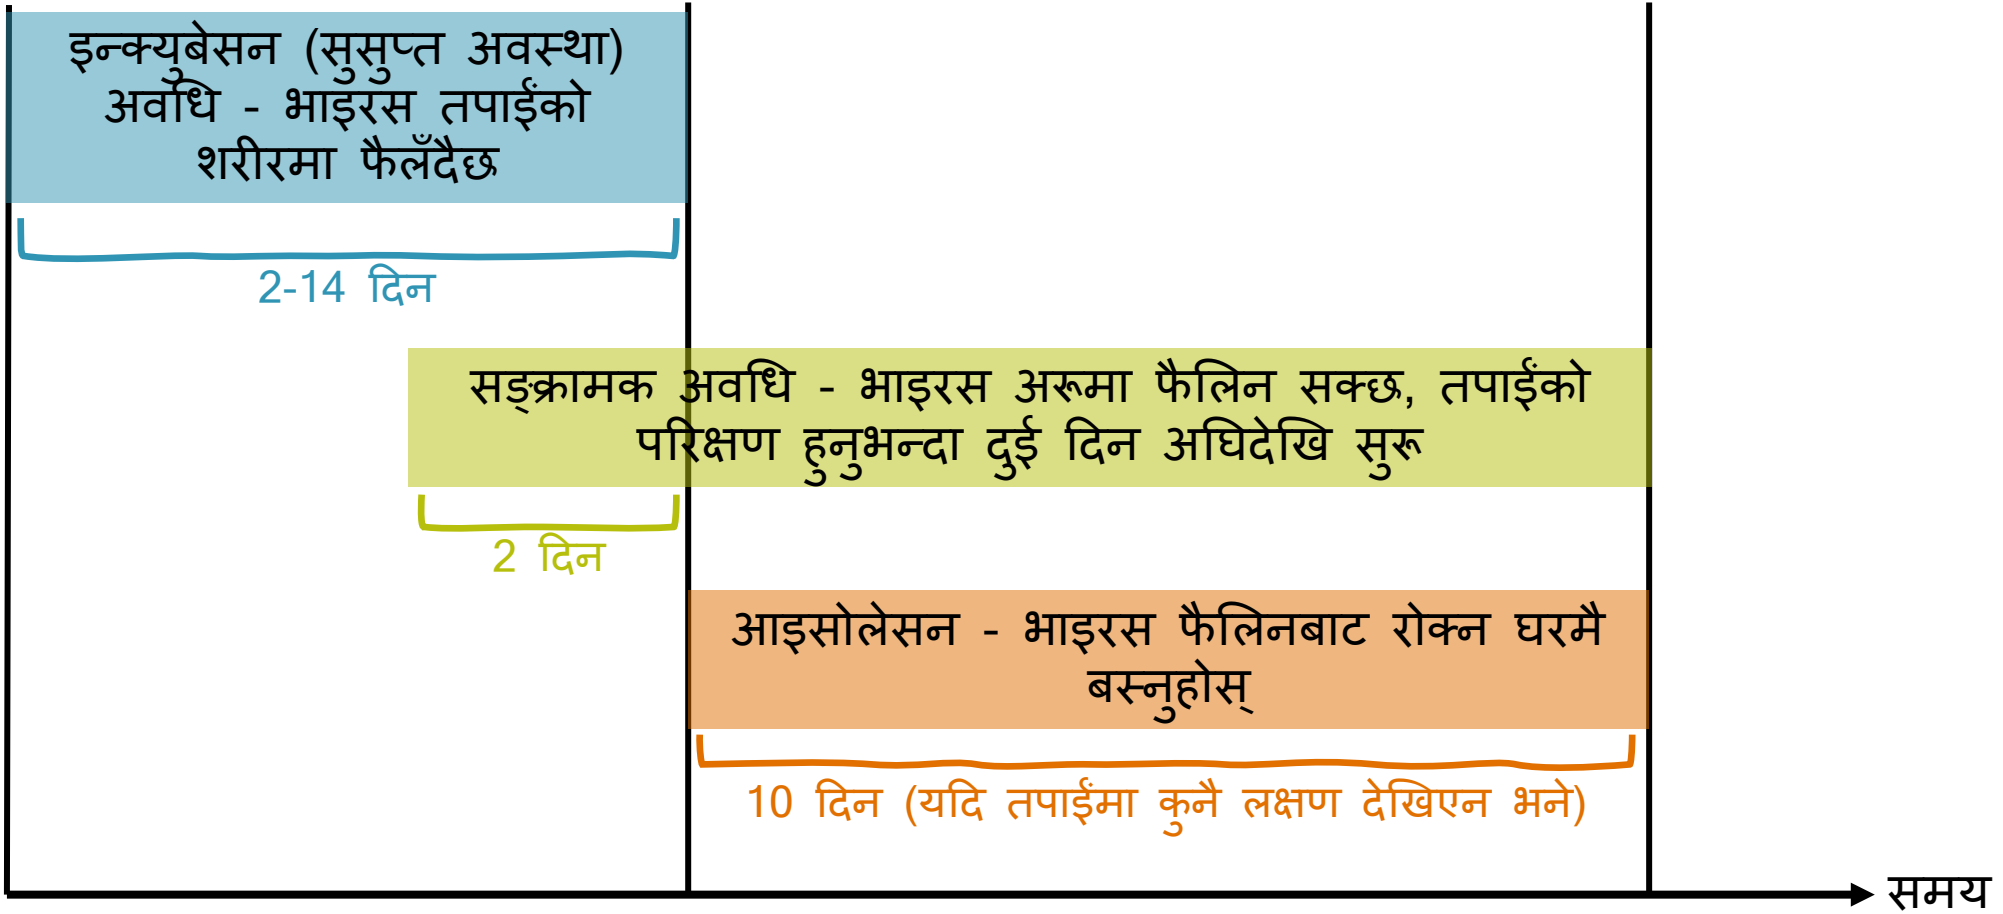 इन्क्युबेसन (सुसुप्त अवस्था)
अवधि - भाइरस तपाईंको
शरीरमा फैलँदैछ
2-14 दिन
सङ्क्रामक अवधि - भाइरस अरूमा फैलिन सक्छ, तपाईंको
परिक्षण हुनुभन्दा दुई दिन अघिदेखि सुरू
2 दिन
आइसोलेसन - भाइरस फैलिनबाट रोक्न घरमै
बस्नुहोस्
10 दिन (यदि तपाईंमा कुनै लक्षण देखिएन भने)
समय